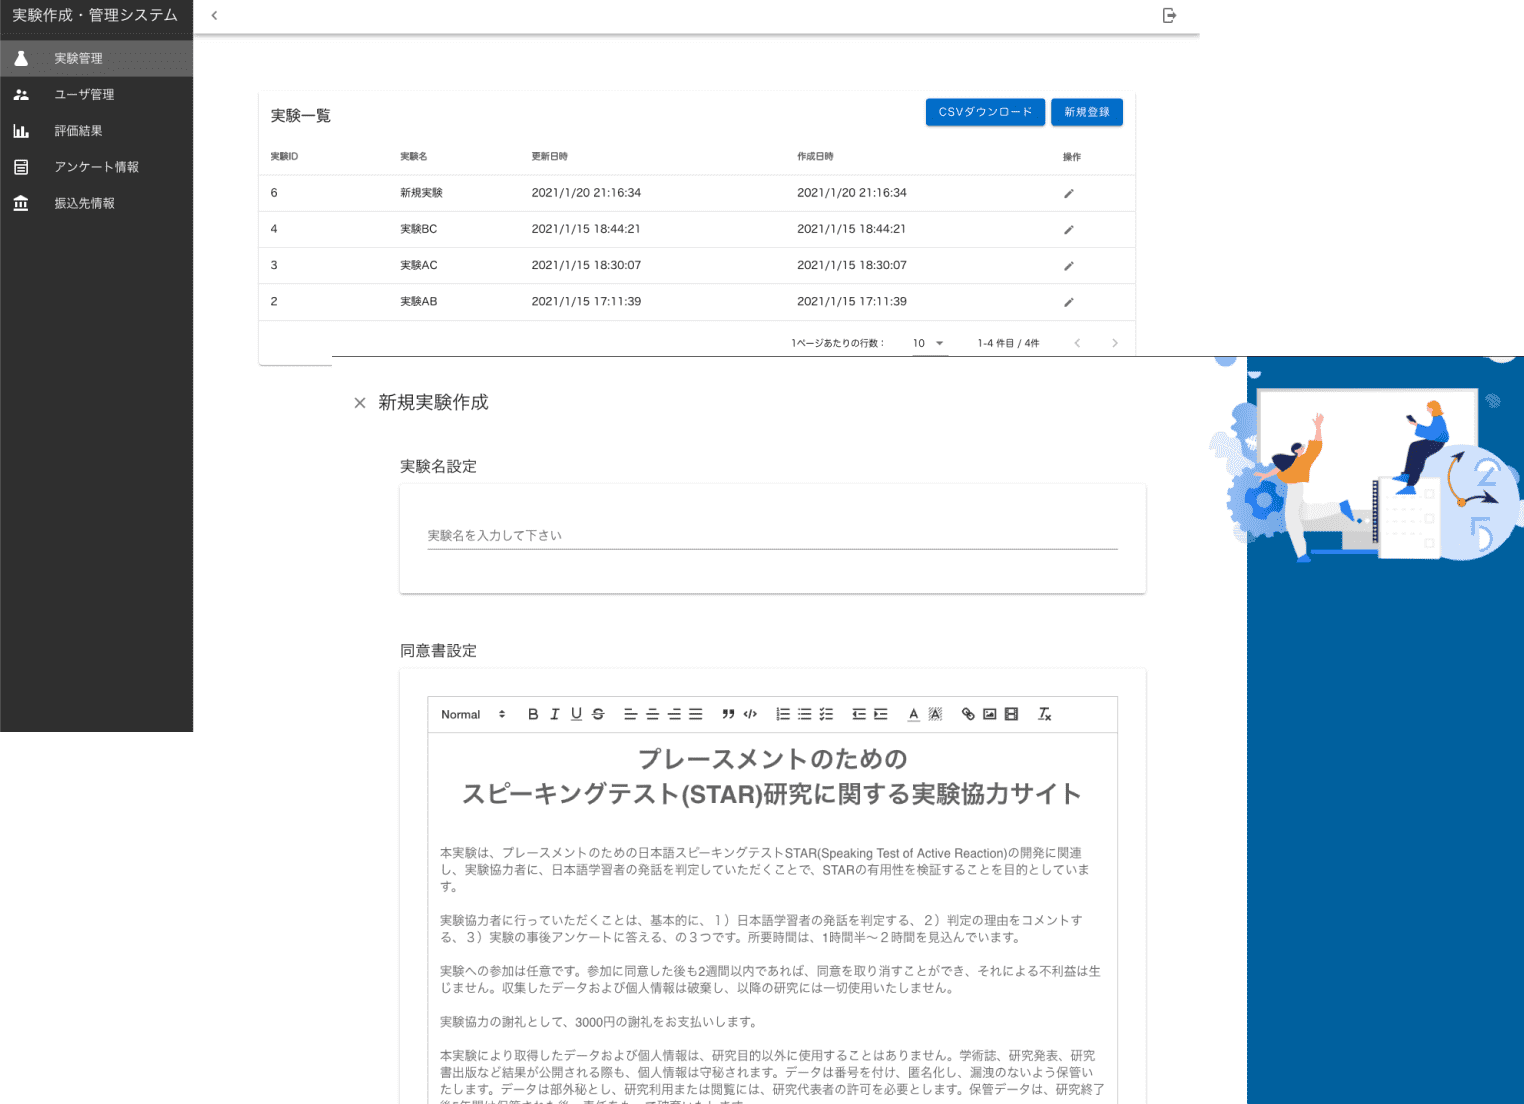 実験作成・管理システム
実験管理
ユーザ管理
評価結果
アンケート情報
振込先情報
実験一覧
CSVダウンロード 新規登録
実験ID 実験名 更新日時 作成日時 操作
6 新規実験 2021/1/20 21:16:34 2021/1/20 21:16:34
4 実験BC 2021/1/15 18:44:21 2021/1/15 18:44:21
3 実験AC 2021/1/15 18:30:07 2021/1/15 18:30:07
2 実験AB 2021/1/15 17:11:39 2021/1/15 17:11:39
1ページあたりの行数： 10 1-4 件目 / 4件
新規実験作成
実験名設定
実験名を入力して下さい
同意書設定
Normal
プレースメントのための
スピーキングテスト(STAR)研究に関する実験協力サイト
本実験は、プレースメントのための日本語スピーキングテストSTAR(Speaking Test of Active Reaction)の開発に関連
し、実験協力者に、日本語学習者の発話を判定していただくことで、STARの有用性を検証することを目的としていま
す。
実験協力者に行っていただくことは、基本的に、１）日本語学習者の発話を判定する、２）判定の理由をコメントす
る、３）実験の事後アンケートに答える、の３つです。所要時間は、1時間半～２時間を見込んでいます。
実験への参加は任意です。参加に同意した後も2週間以内であれば、同意を取り消すことができ、それによる不利益は生
じません。収集したデータおよび個人情報は破棄し、以降の研究には一切使用いたしません。
実験協力の謝礼として、3000円の謝礼をお支払いします。
本実験により取得したデータおよび個人情報は、研究目的以外に使用することはありません。学術誌、研究発表、研究
書出版など結果が公開される際も、個人情報は守秘されます。データは番号を付け、匿名化し、漏洩のないよう保管い
たします。データは部外秘とし、研究利用または閲覧には、研究代表者の許可を必要とします。保管データは、研究終了
2
5